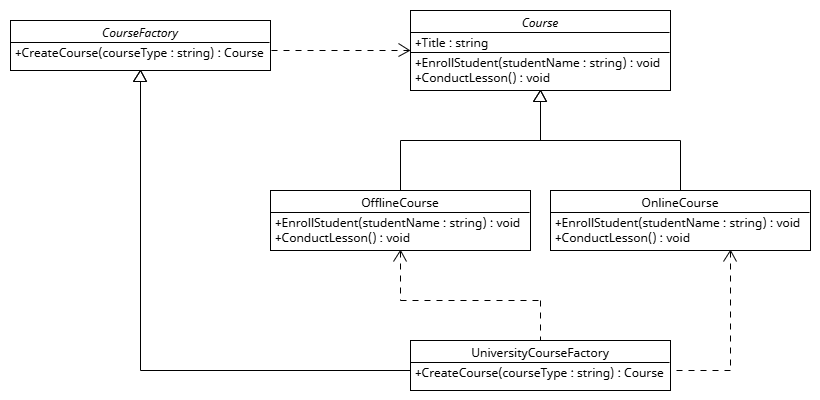 CourseFactory
+CreateCourse(courseType : string) : Course
Course
+Title : string
+EnrollStudent(studentName : string) : void
+ConductLesson() : void
OfflineCourse
+EnrollStudent(studentName : string) : void
+ConductLesson() : void
OnlineCourse
+EnrollStudent(studentName : string) : void
+ConductLesson() : void
UniversityCourseFactory
+CreateCourse(courseType : string) : Course